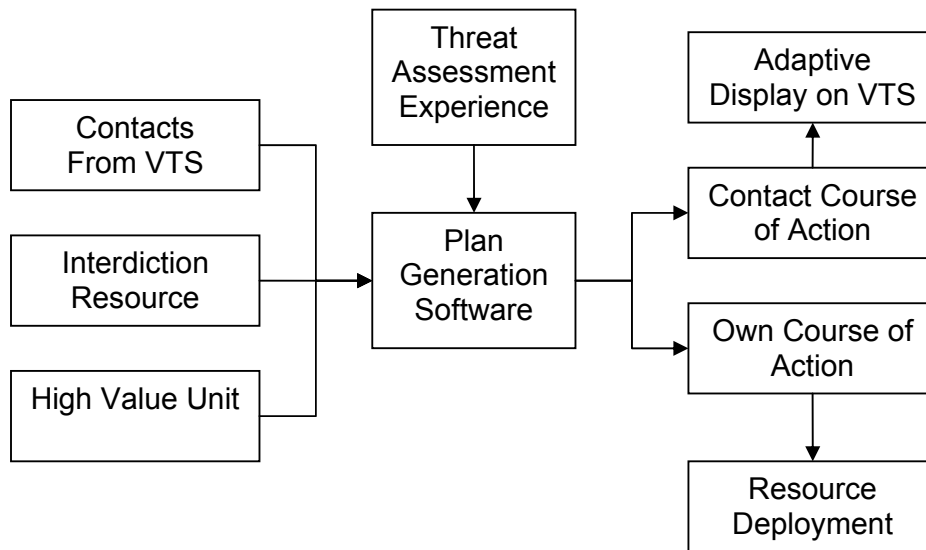 Threat
Assessment
Experience
Adaptive
Display on VTS
Contacts
From VTS
Contact Course
of Action
Interdiction
Resource
Plan
Generation
Software
Own Course of
Action
High Value Unit
Resource
Deployment